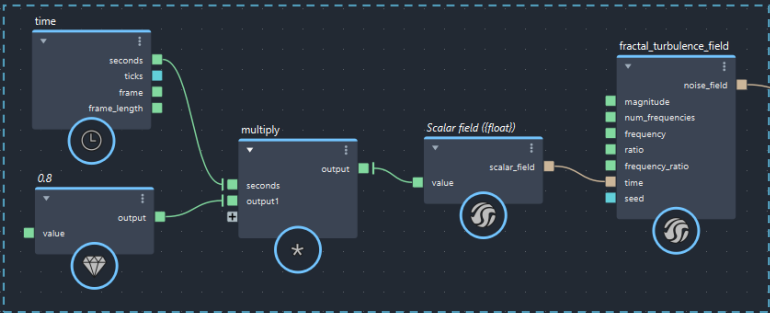 time
seconds
ticks
frame
frame_length
0.8
output
value
multiply
output
seconds
output1
Scalar field ({float})
scalar_field
value
fractal_turbulence_field
noise_field
magnitude
num_frequencies
frequency
ratio
frequency_ratio
time
seed